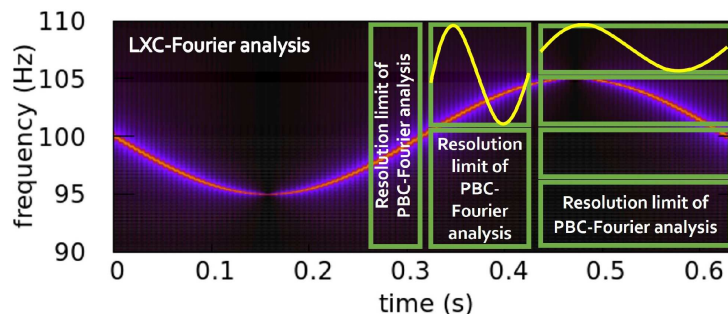 110
105
100
95
90
frequency (Hz)
LXC-Fourier analysis
Resolution limit of
PBC-Fourier analysis
Resolution
limit of
PBC-
Fourier
analysis
Resolution limit of
PBC-Fourier analysis
0
0.1
0.2
0.3
0.4
0.5
0.6
time (s)